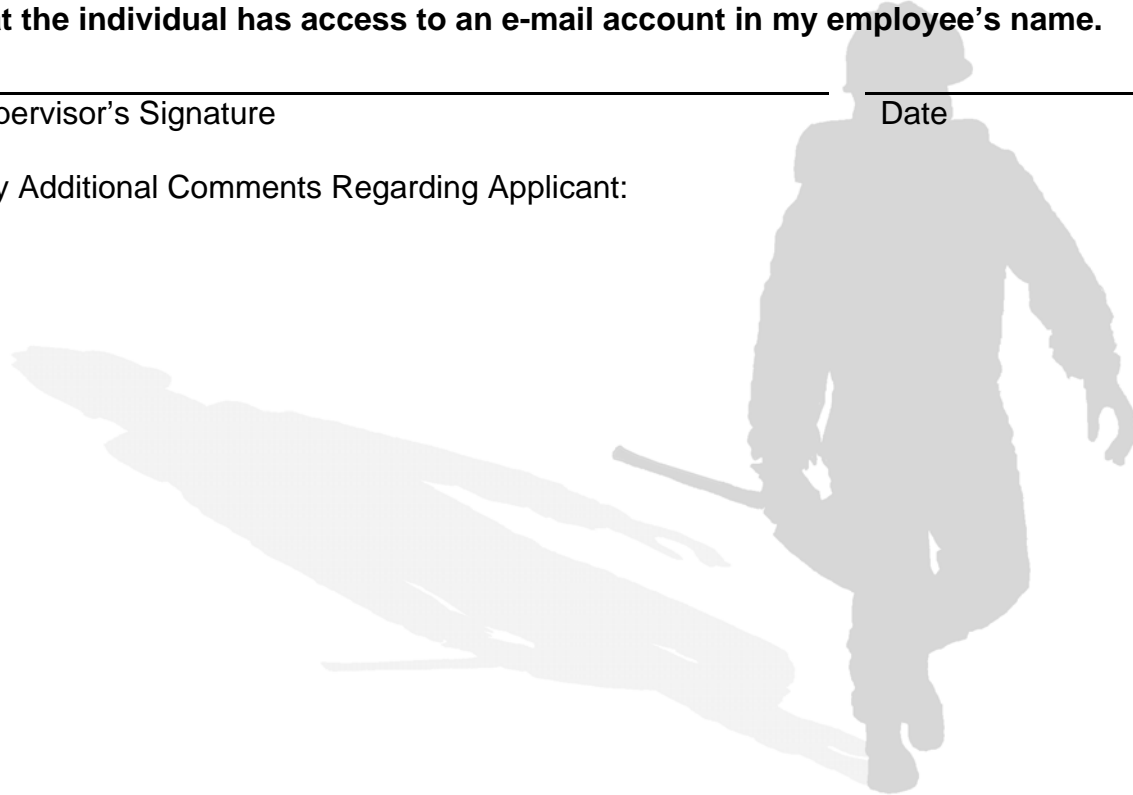 at the individual has access to an e-mail account in my employee’s name.
pervisor’s Signature Date
y Additional Comments Regarding Applicant: